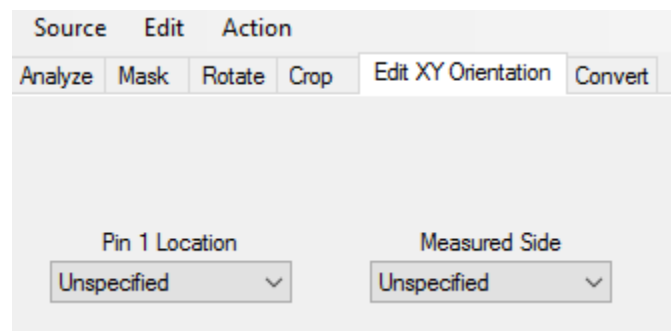 Source Edit Action
Analyze Mask Rotate Crop Edit XY Orientation Convert
Pin 1 Location Measured Side
Unspecified Unspecified